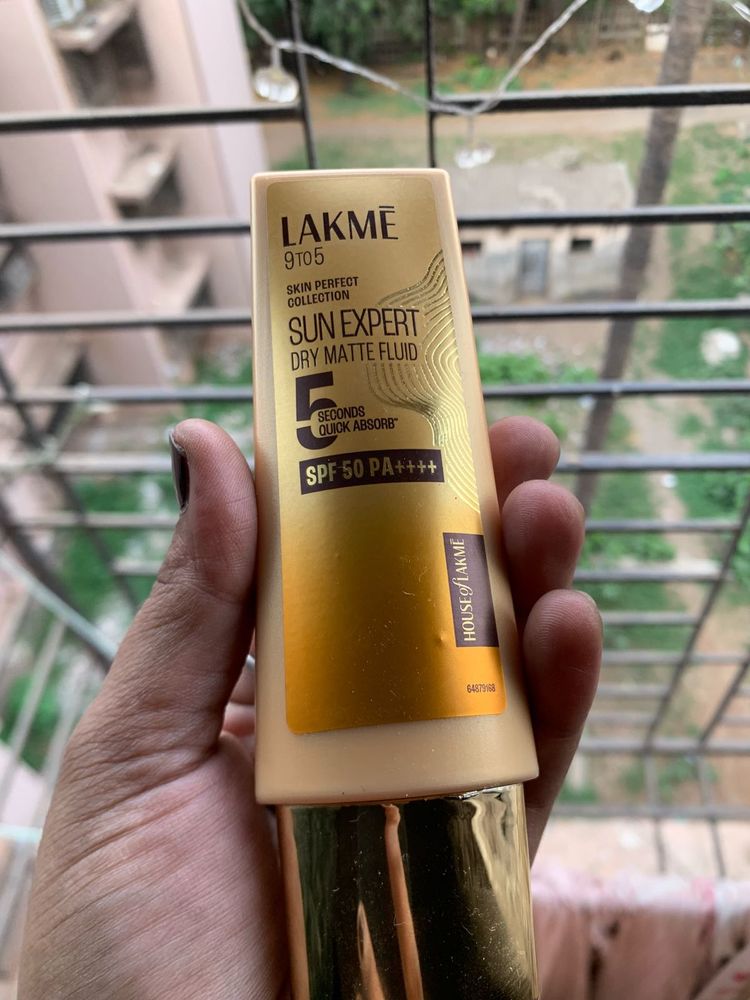 LAKMĒ
9TO5
SKIN PERFECT
COLLECTION
SUN EXPERT
DRY MATTE FLUID
5
SECONDS
QUICK ABSORB™
SPF 50 PA++++
HOUSE of LAKMĒ
64879168